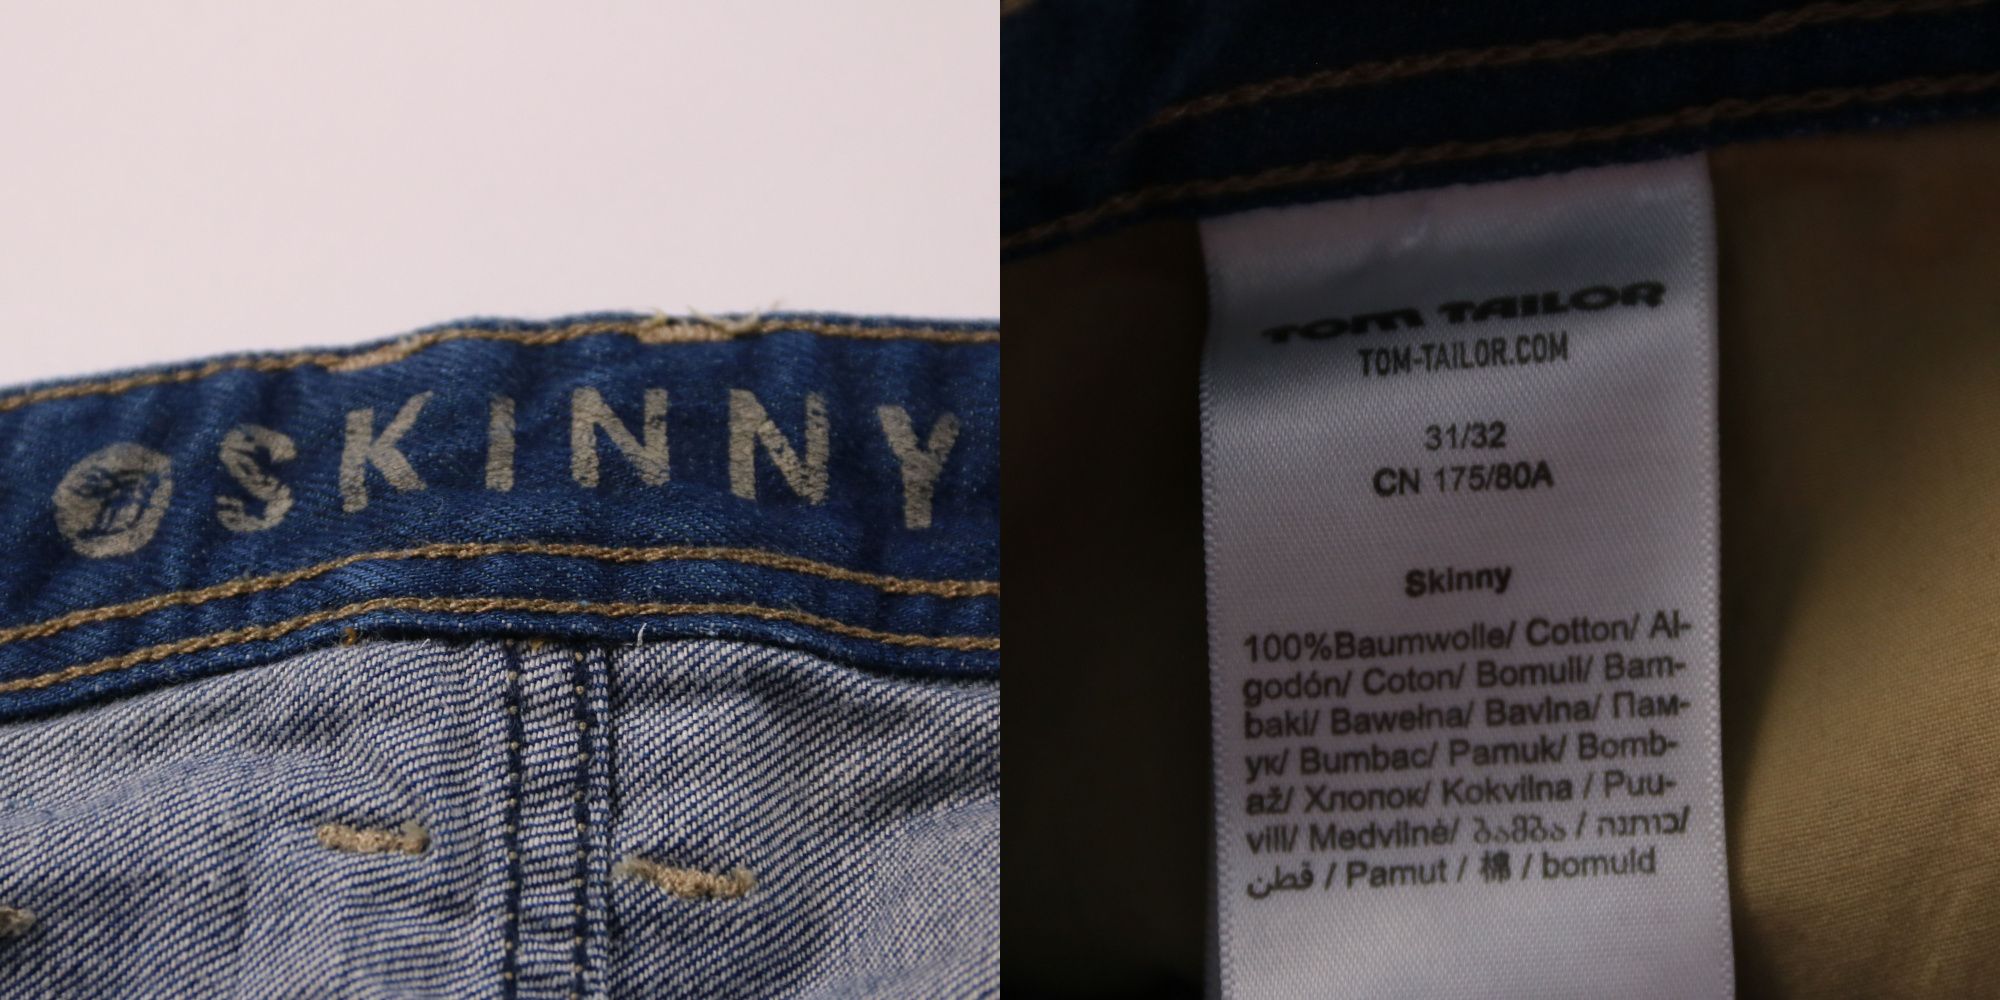 SKINNY
TOM TAILOR
TOM-TAILOR.COM
31/32
CN 175/80A
Skinny
100%Baumwolle/ Cotton/ Al-
godón/ Coton/ Bomull/ Bam-
baki/ Bawełna/ Bavlna/ Пам-
ук/ Bumbac/ Pamuk/ Bomb-
až/ Хлопок/ Kokvilna / Puu-
vill/ Medvilnė/ ბამბა / כותנה/
قطن / Pamut / 棉 / bomuld